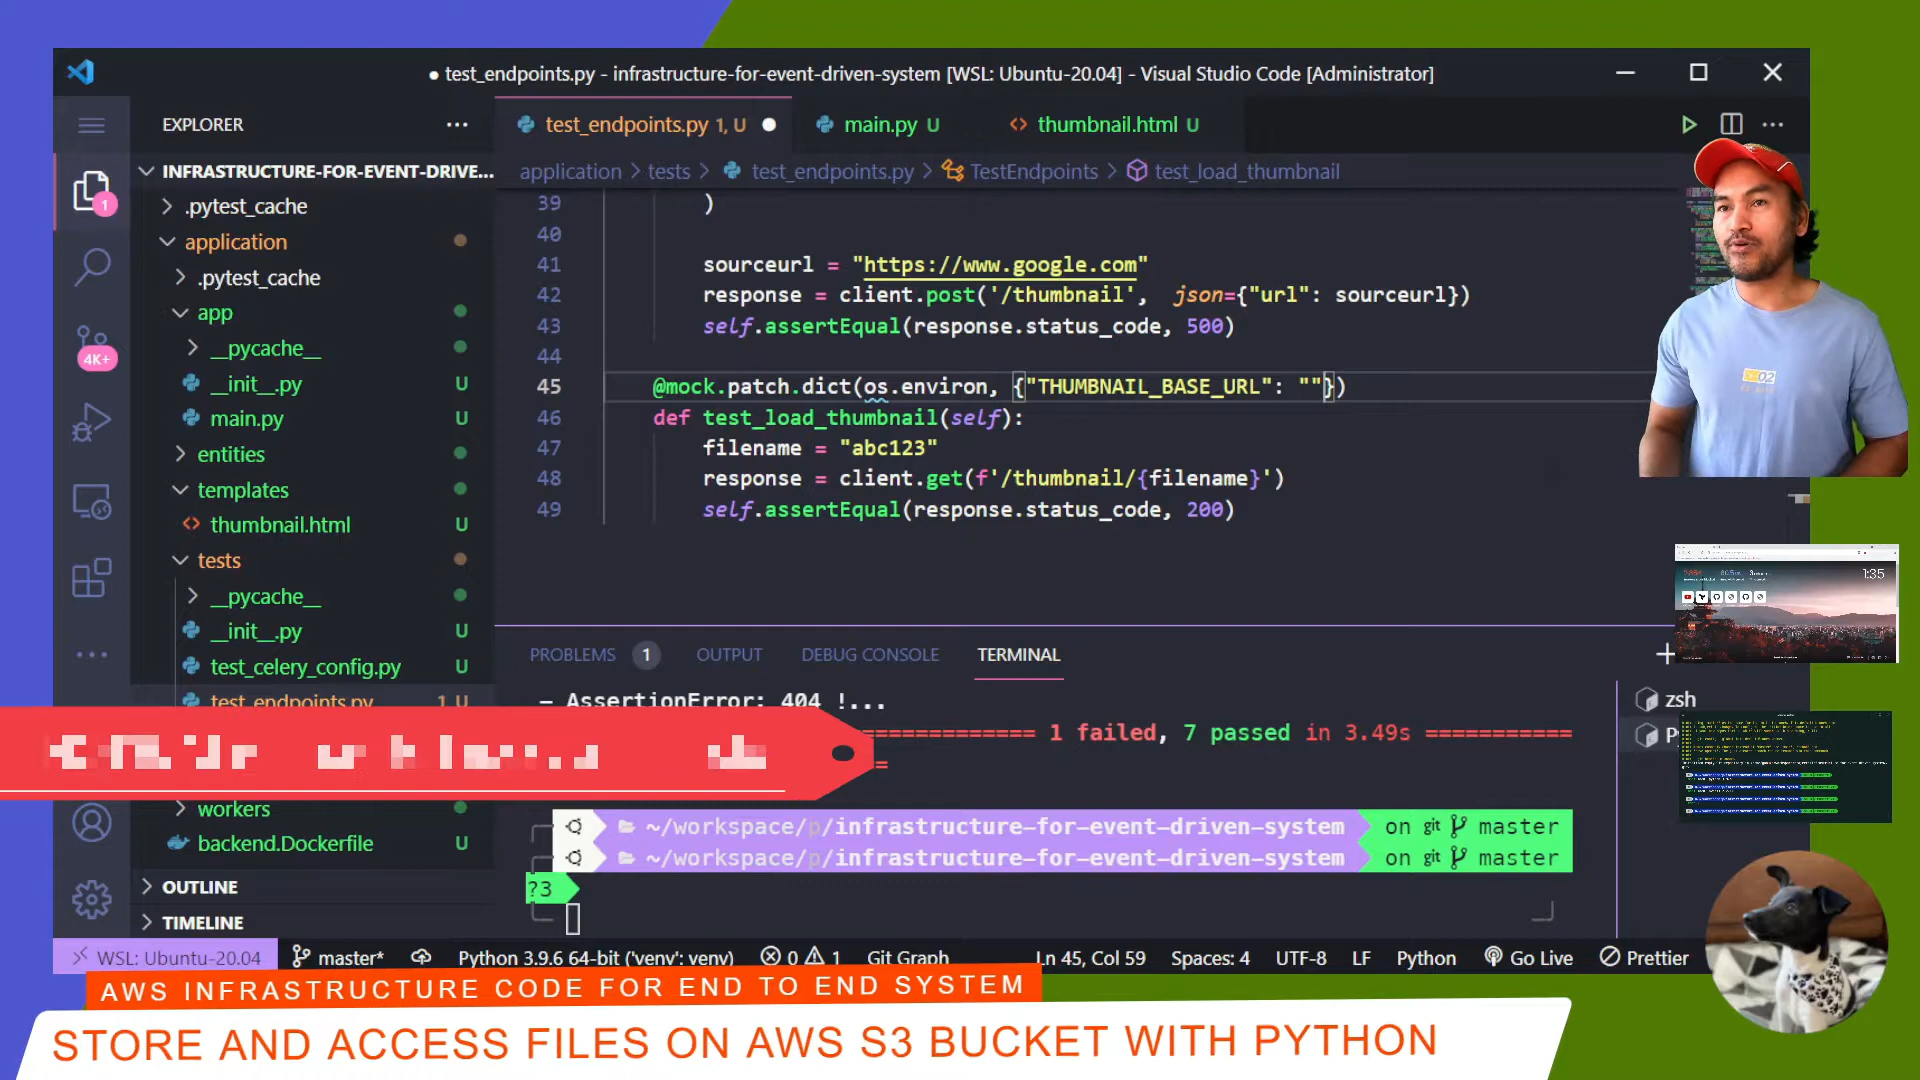 ● test_endpoints.py - infrastructure-for-event-driven-system [WSL: Ubuntu-20.04] - Visual Studio Code [Administrator]
EXPLORER
INFRASTRUCTURE-FOR-EVENT-DRIVE...
.pytest_cache
application
.pytest_cache
app
__pycache__
__init__.py U
main.py U
entities
templates
thumbnail.html U
tests
__pycache__
__init__.py U
test_celery_config.py U
test_endpoints.py 1, U
workers
backend.Dockerfile U
OUTLINE
TIMELINE
1
4K+
test_endpoints.py 1, U
main.py U
thumbnail.html U
application > tests > test_endpoints.py > TestEndpoints > test_load_thumbnail
39 )
40
41 sourceurl = "https://www.google.com"
42 response = client.post('/thumbnail', json={"url": sourceurl})
43 self.assertEqual(response.status_code, 500)
44
45 @mock.patch.dict(os.environ, {"THUMBNAIL_BASE_URL": ""})
46 def test_load_thumbnail(self):
47 filename = "abc123"
48 response = client.get(f'/thumbnail/{filename}')
49 self.assertEqual(response.status_code, 200)
PROBLEMS 1 OUTPUT DEBUG CONSOLE TERMINAL
– AssertionError: 404 !...
=========== 1 failed, 7 passed in 3.49s ===========
=
~/workspace/p/infrastructure-for-event-driven-system on git master
~/workspace/p/infrastructure-for-event-driven-system on git master
?3
zsh
1:35
WSL: Ubuntu-20.04 master* Python 3.9.6 64-bit ('venv': venv) 0 1 Git Graph Ln 45, Col 59 Spaces: 4 UTF-8 LF Python Go Live Prettier
AWS INFRASTRUCTURE CODE FOR END TO END SYSTEM
STORE AND ACCESS FILES ON AWS S3 BUCKET WITH PYTHON